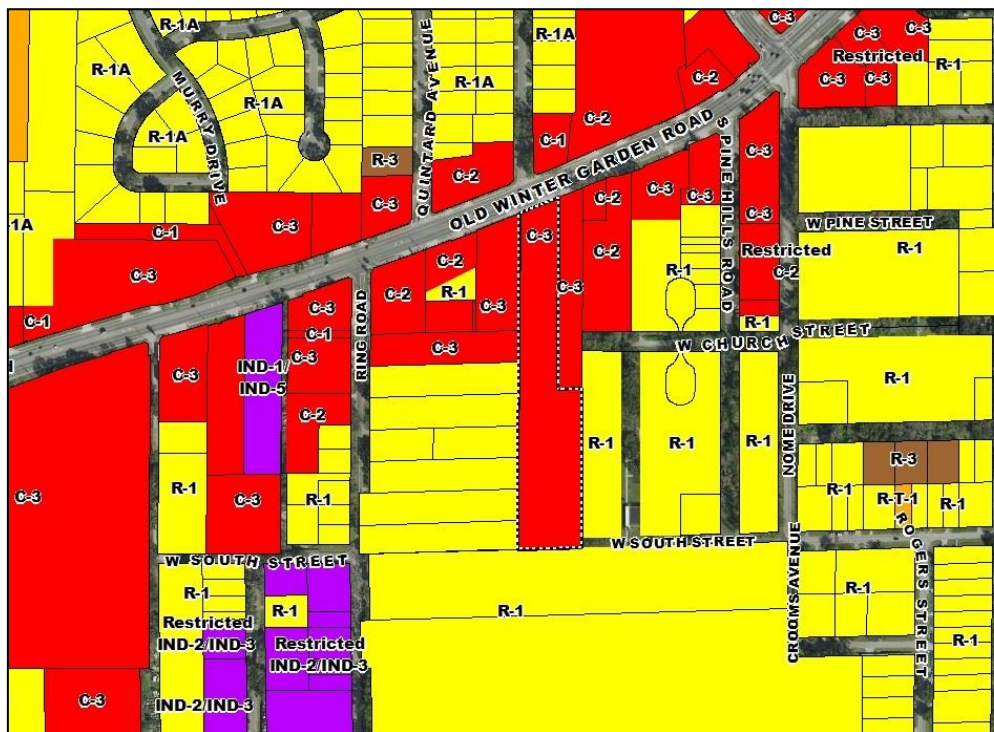 R-1A
C-3
C-3
C-3
Restricted
R-1
C-3
C-3
R-1A
R-1A
R-1A
MURRY DRIVE
R-1A
QUINTARD AVENUE
R-1A
C-2
C-2
C-1
R-1A
R-3
C-2
OLD WINTER GARDEN ROAD
S PINE HILLS ROAD
C-3
C-3
C-2
C-3
C-3
C-3
1A
C-1
C-3
C-3
C-3
C-2
C-2
R-1
C-3
C-3
Restricted
C-2
W PINE STREET
R-1
C-3
C-2
R-1
C-3
R-1
W CHURCH STREET
C-1
C-3
C-1
C-3
RING ROAD
C-3
IND-1/
IND-5
C-3
C-2
R-1
R-1
R-1
NOME DRIVE
R-1
R-3
R-1
C-3
R-1
C-3
R-1
R-T-1
R-1
W SOUTH STREET
W SOUTH STREET
CROOMS AVENUE
ROGERS STREET
R-1
R-1
R-1
R-1
R-1
Restricted
IND-2/IND-3
Restricted
IND-2/IND-3
C-3
IND-2/IND-3